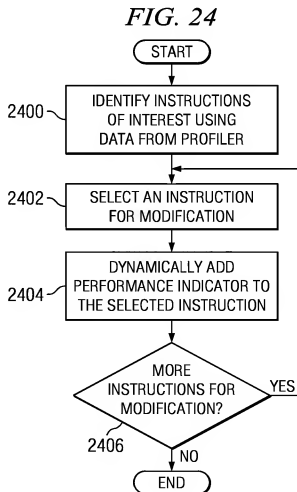 FIG. 24
START
2400
IDENTIFY INSTRUCTIONS
OF INTEREST USING
DATA FROM PROFILER
2402
SELECT AN INSTRUCTION
FOR MODIFICATION
2404
DYNAMICALLY ADD
PERFORMANCE INDICATOR TO
THE SELECTED INSTRUCTION
MORE
INSTRUCTIONS FOR
MODIFICATION?
YES
2406
NO
END